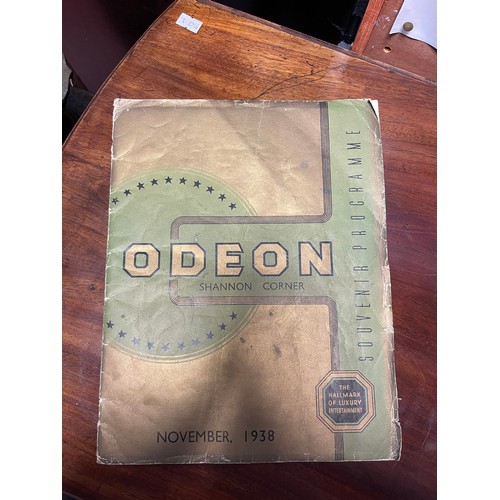 ODEON
SHANNON CORNER
SOUVENIR PROGRAMME
THE
HALLMARK
OF LUXURY
ENTERTAINMENT
NOVEMBER, 1938